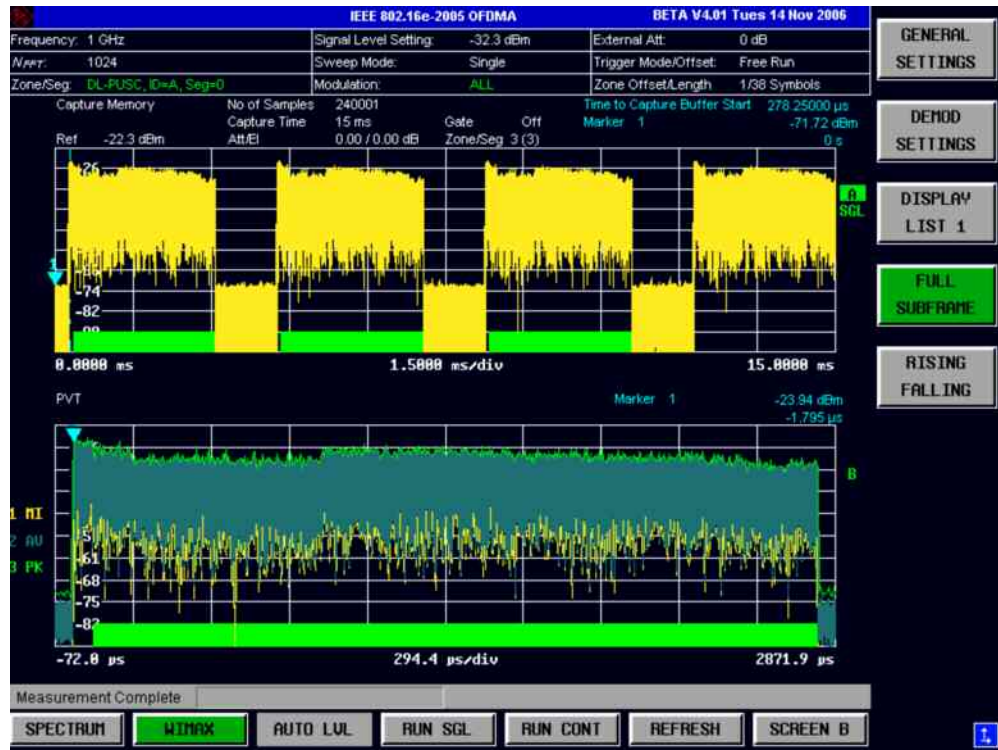 IEEE 802.16e-2005 OFDMA BETA V4.01 Tues 14 Nov 2006
Frequency: 1 GHz Signal Level Setting: -32.3 dBm External Att: 0 dB
NFFT: 1024 Sweep Mode: Single Trigger Mode/Offset: Free Run
Zone/Seg: DL-PUSC, ID=A, Seg=0 Modulation: ALL Zone Offset/Length 1/38 Symbols
Capture Memory No of Samples 240001 Time to Capture Buffer Start 278.25000 µs
Capture Time 15 ms Gate Off Marker 1 -71.72 dBm
Ref -22.3 dBm Att/El 0.00 / 0.00 dB Zone/Seg 3 (3) 0 s
-26
A
SGL
1
-74
-82
0.0000 ms 1.5000 ms/div 15.0000 ms
PVT Marker 1 -23.94 dBm
-1.795 µs
B
1 MI
2 AV
3 PK
-61
-68
-75
-82
-72.0 µs 294.4 µs/div 2871.9 µs
Measurement Complete
SPECTRUM WIMAX AUTO LVL RUN SGL RUN CONT REFRESH SCREEN B
GENERAL
SETTINGS
DEMOD
SETTINGS
DISPLAY
LIST 1
FULL
SUBFRAME
RISING
FALLING